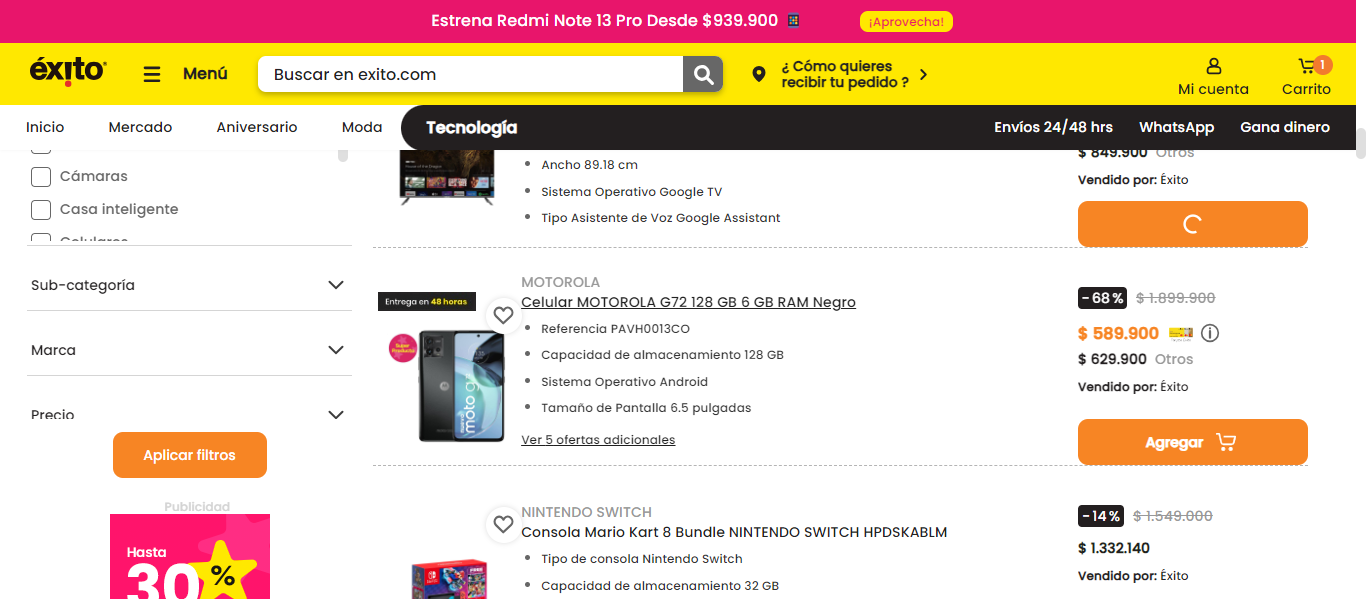 Estrena Redmi Note 13 Pro Desde $939.900
¡Aprovecha!
éxito
Menú
Buscar en exito.com
¿ Cómo quieres
recibir tu pedido ?
Mi cuenta
1
Carrito
Inicio
Mercado
Aniversario
Moda
Tecnología
Envíos 24/48 hrs
WhatsApp
Gana dinero
Cámaras
Casa inteligente
Celulares
Sub-categoría
Marca
Precio
Aplicar filtros
Publicidad
Hasta
30 %
Ancho 89.18 cm
Sistema Operativo Google TV
Tipo Asistente de Voz Google Assistant
$ 849.900 Otros
Vendido por: Éxito
Entrega en 48 horas
MOTOROLA
Celular MOTOROLA G72 128 GB 6 GB RAM Negro
Referencia PAVH0013CO
Capacidad de almacenamiento 128 GB
Sistema Operativo Android
Tamaño de Pantalla 6.5 pulgadas
Ver 5 ofertas adicionales
-68% $ 1.899.900
$ 589.900
$ 629.900 Otros
Vendido por: Éxito
Agregar
NINTENDO SWITCH
Consola Mario Kart 8 Bundle NINTENDO SWITCH HPDSKABLM
Tipo de consola Nintendo Switch
Capacidad de almacenamiento 32 GB
-14% $ 1.549.000
$ 1.332.140
Vendido por: Éxito